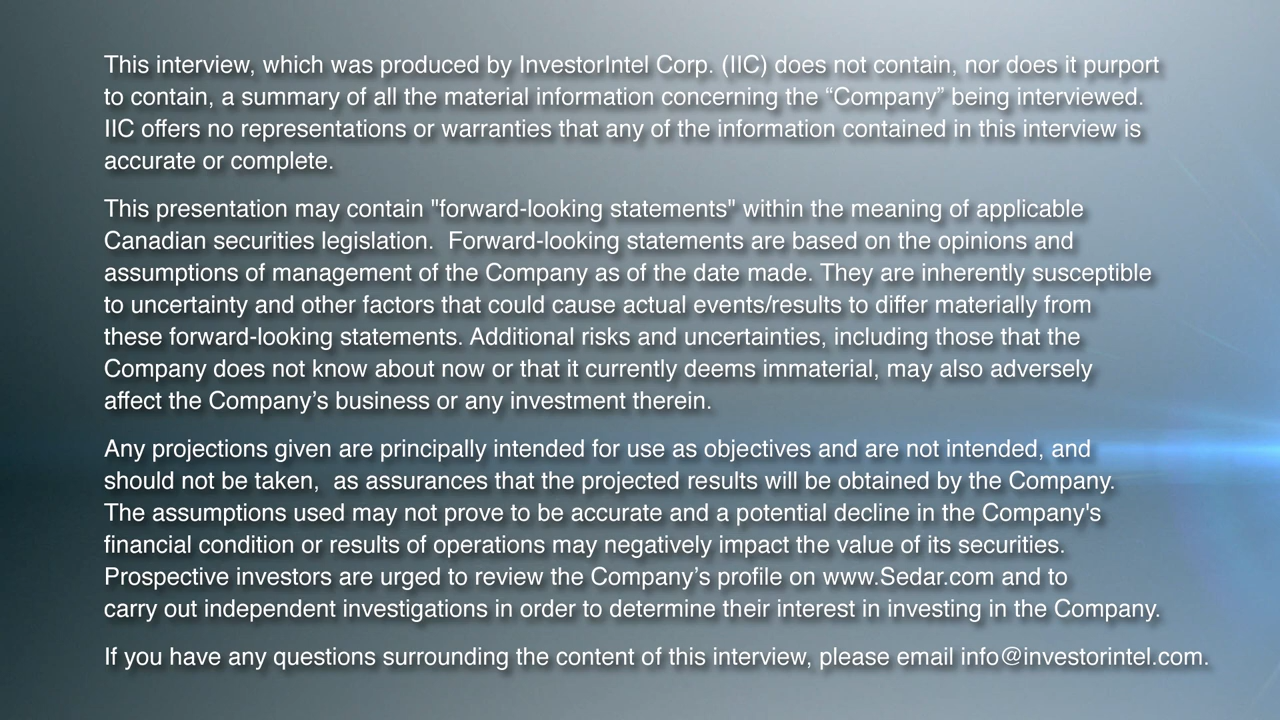 This interview, which was produced by InvestorIntel Corp. (IIC) does not contain, nor does it purport
to contain, a summary of all the material information concerning the “Company” being interviewed.
IIC offers no representations or warranties that any of the information contained in this interview is
accurate or complete.
This presentation may contain "forward-looking statements" within the meaning of applicable
Canadian securities legislation.  Forward-looking statements are based on the opinions and
assumptions of management of the Company as of the date made. They are inherently susceptible
to uncertainty and other factors that could cause actual events/results to differ materially from
these forward-looking statements. Additional risks and uncertainties, including those that the
Company does not know about now or that it currently deems immaterial, may also adversely
affect the Company’s business or any investment therein.
Any projections given are principally intended for use as objectives and are not intended, and
should not be taken,  as assurances that the projected results will be obtained by the Company.
The assumptions used may not prove to be accurate and a potential decline in the Company's
financial condition or results of operations may negatively impact the value of its securities.
Prospective investors are urged to review the Company’s profile on www.Sedar.com and to
carry out independent investigations in order to determine their interest in investing in the Company.
If you have any questions surrounding the content of this interview, please email info@investorintel.com.